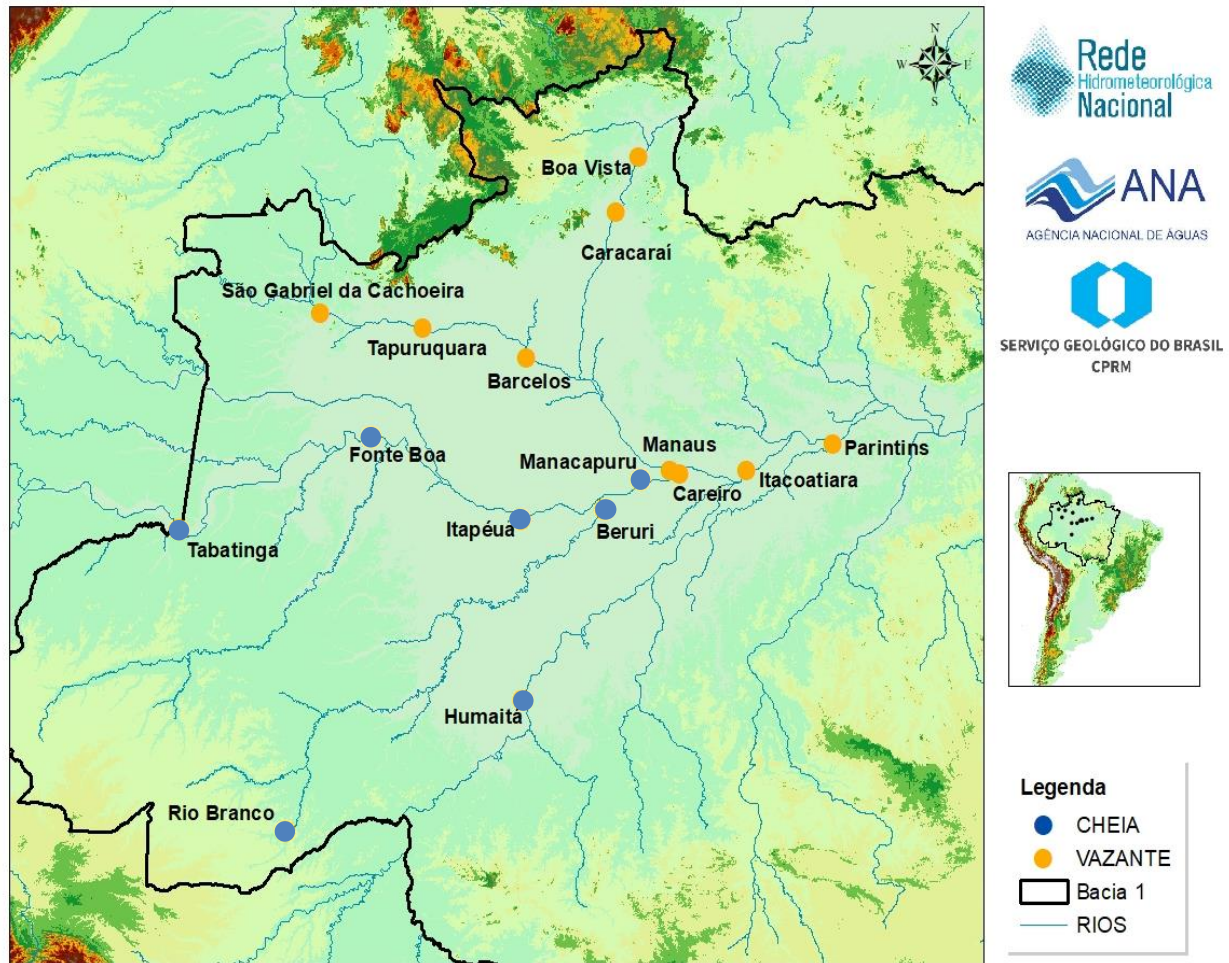 N
W
E
S
Boa Vista
Caracaraí
São Gabriel da Cachoeira
Tapuruquara
Barcelos
Fonte Boa
Manaus
Parintins
Manacapuru
Careiro
Itacoatiara
Itapéua
Beruri
Tabatinga
Humaitá
Rio Branco
Rede
Hidrometeorológica
Nacional
ANA
AGÊNCIA NACIONAL DE ÁGUAS
SERVIÇO GEOLÓGICO DO BRASIL
CPRM
Legenda
CHEIA
VAZANTE
Bacia 1
RIOS